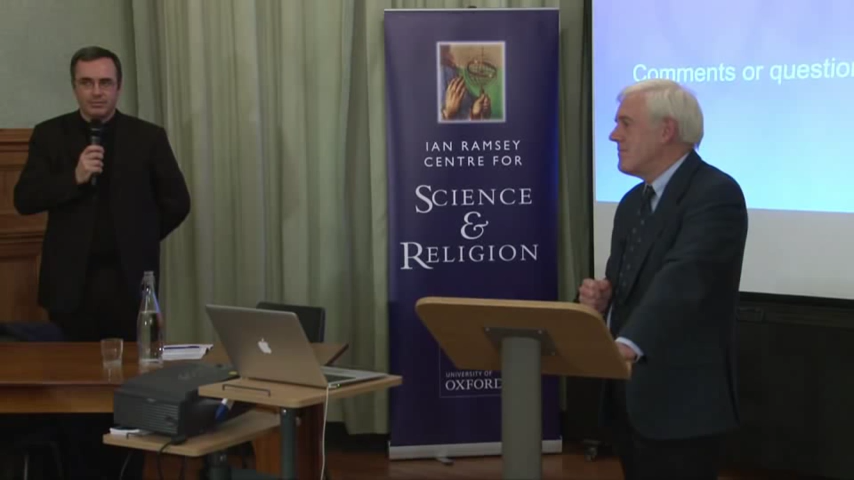 Comments or question
IAN RAMSEY
CENTRE FOR
SCIENCE
&
RELIGION
UNIVERSITY OF
OXFORD